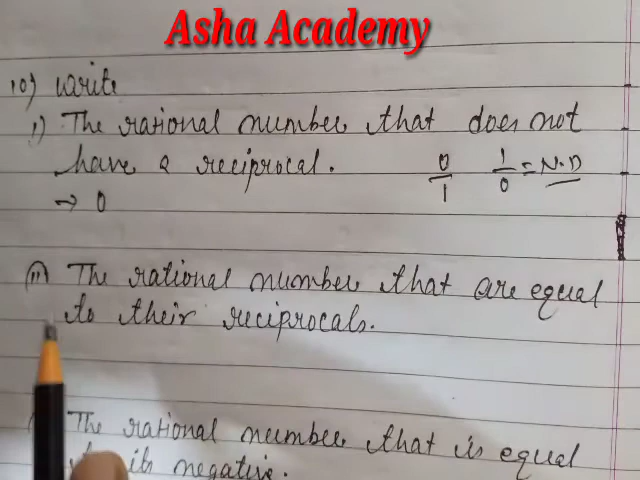 Asha Academy
10) Write
i) The rational number that does not
have a reciprocal. 0/1 1/0 = N.D
→ 0
(ii) The rational number that are equal
to their reciprocals.
The rational number that is equal
its negative.